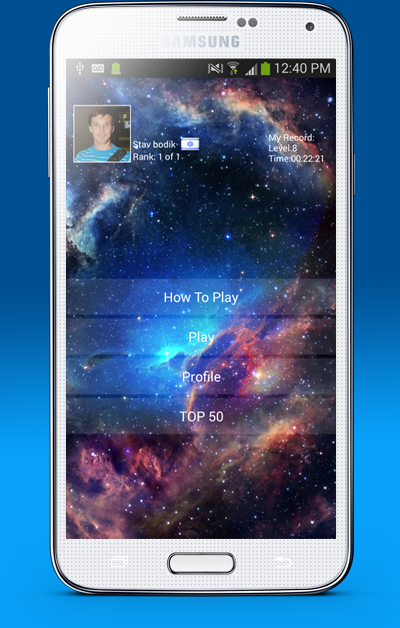 SAMSUNG
12:40 PM
Stav bodik
Rank: 1 of 1
My Record:
Level:8
Time:00:22:21
How To Play
Play
Profile
TOP 50